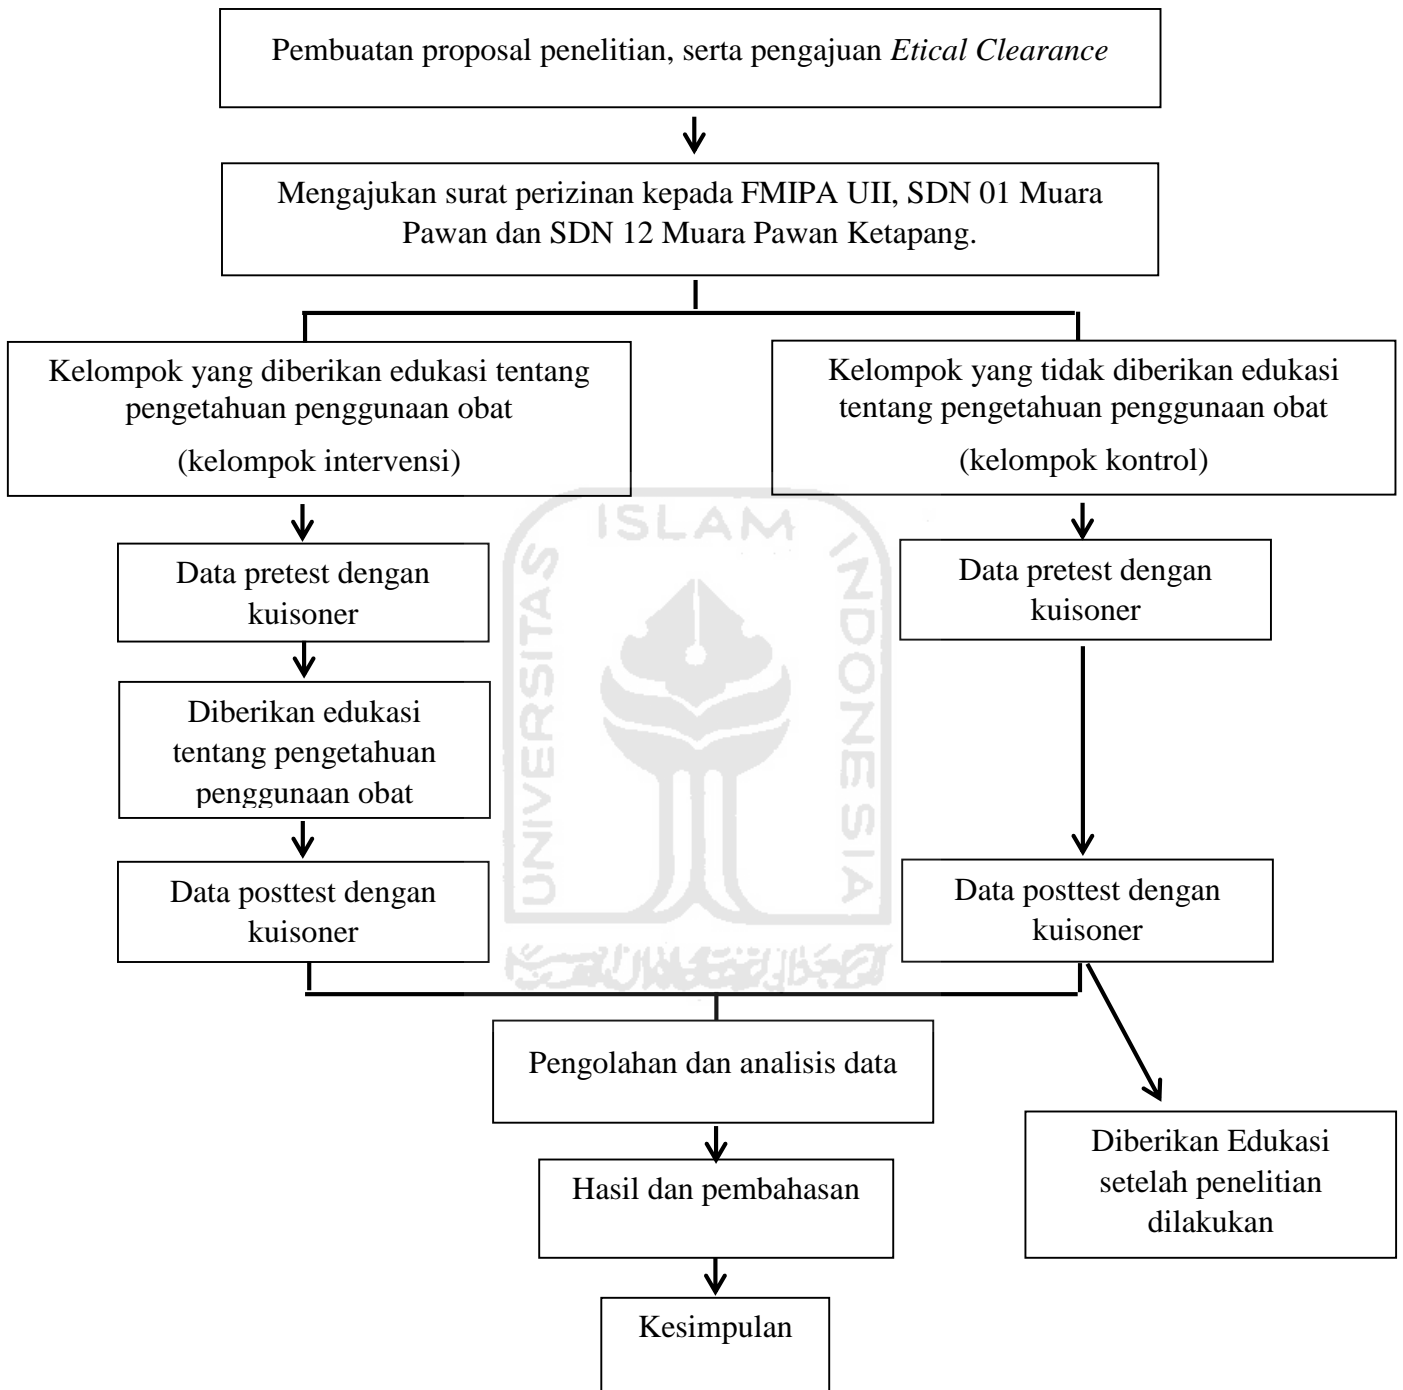 Pembuatan proposal penelitian, serta pengajuan Etical Clearance
Mengajukan surat perizinan kepada FMIPA UII, SDN 01 Muara
Pawan dan SDN 12 Muara Pawan Ketapang.
Kelompok yang diberikan edukasi tentang
pengetahuan penggunaan obat
(kelompok intervensi)
Kelompok yang tidak diberikan edukasi
tentang pengetahuan penggunaan obat
(kelompok kontrol)
Data pretest dengan
kuisoner
Data pretest dengan
kuisoner
Diberikan edukasi
tentang pengetahuan
penggunaan obat
Data posttest dengan
kuisoner
Data posttest dengan
kuisoner
Pengolahan dan analisis data
Diberikan Edukasi
setelah penelitian
dilakukan
Hasil dan pembahasan
Kesimpulan
UNIVERSITAS
ISLAM
INDONESIA